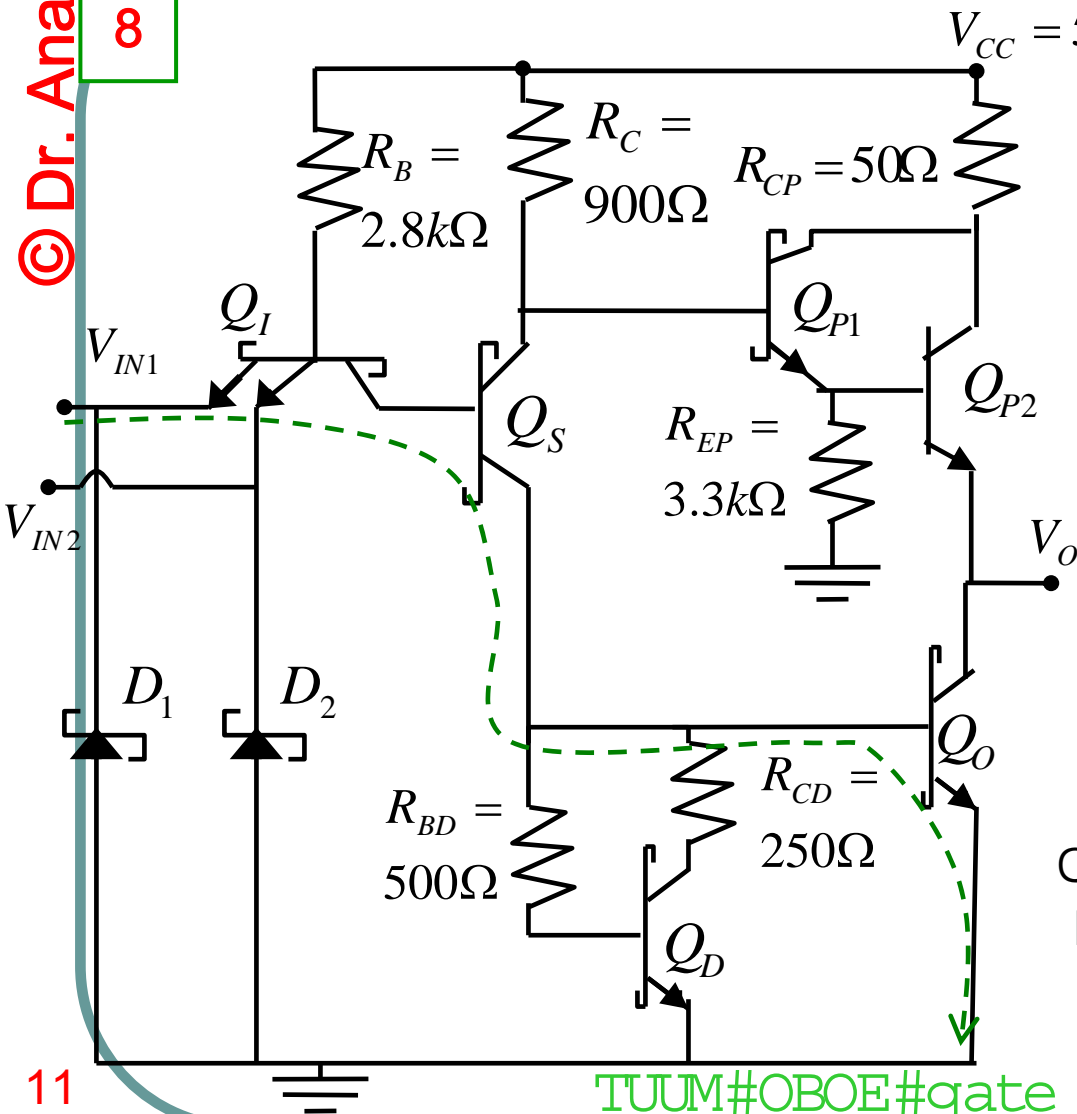 © Dr. Ana
8
V_CC =
R_B =
2.8kΩ
R_C =
900Ω
R_CP = 50Ω
Q_I
V_IN1
Q_P1
Q_P2
Q_S
R_EP =
3.3kΩ
V_IN2
V_O
D_1
D_2
Q_O
R_BD =
500Ω
R_CD =
250Ω
Q_D
11
TUUM#OBOE#gate